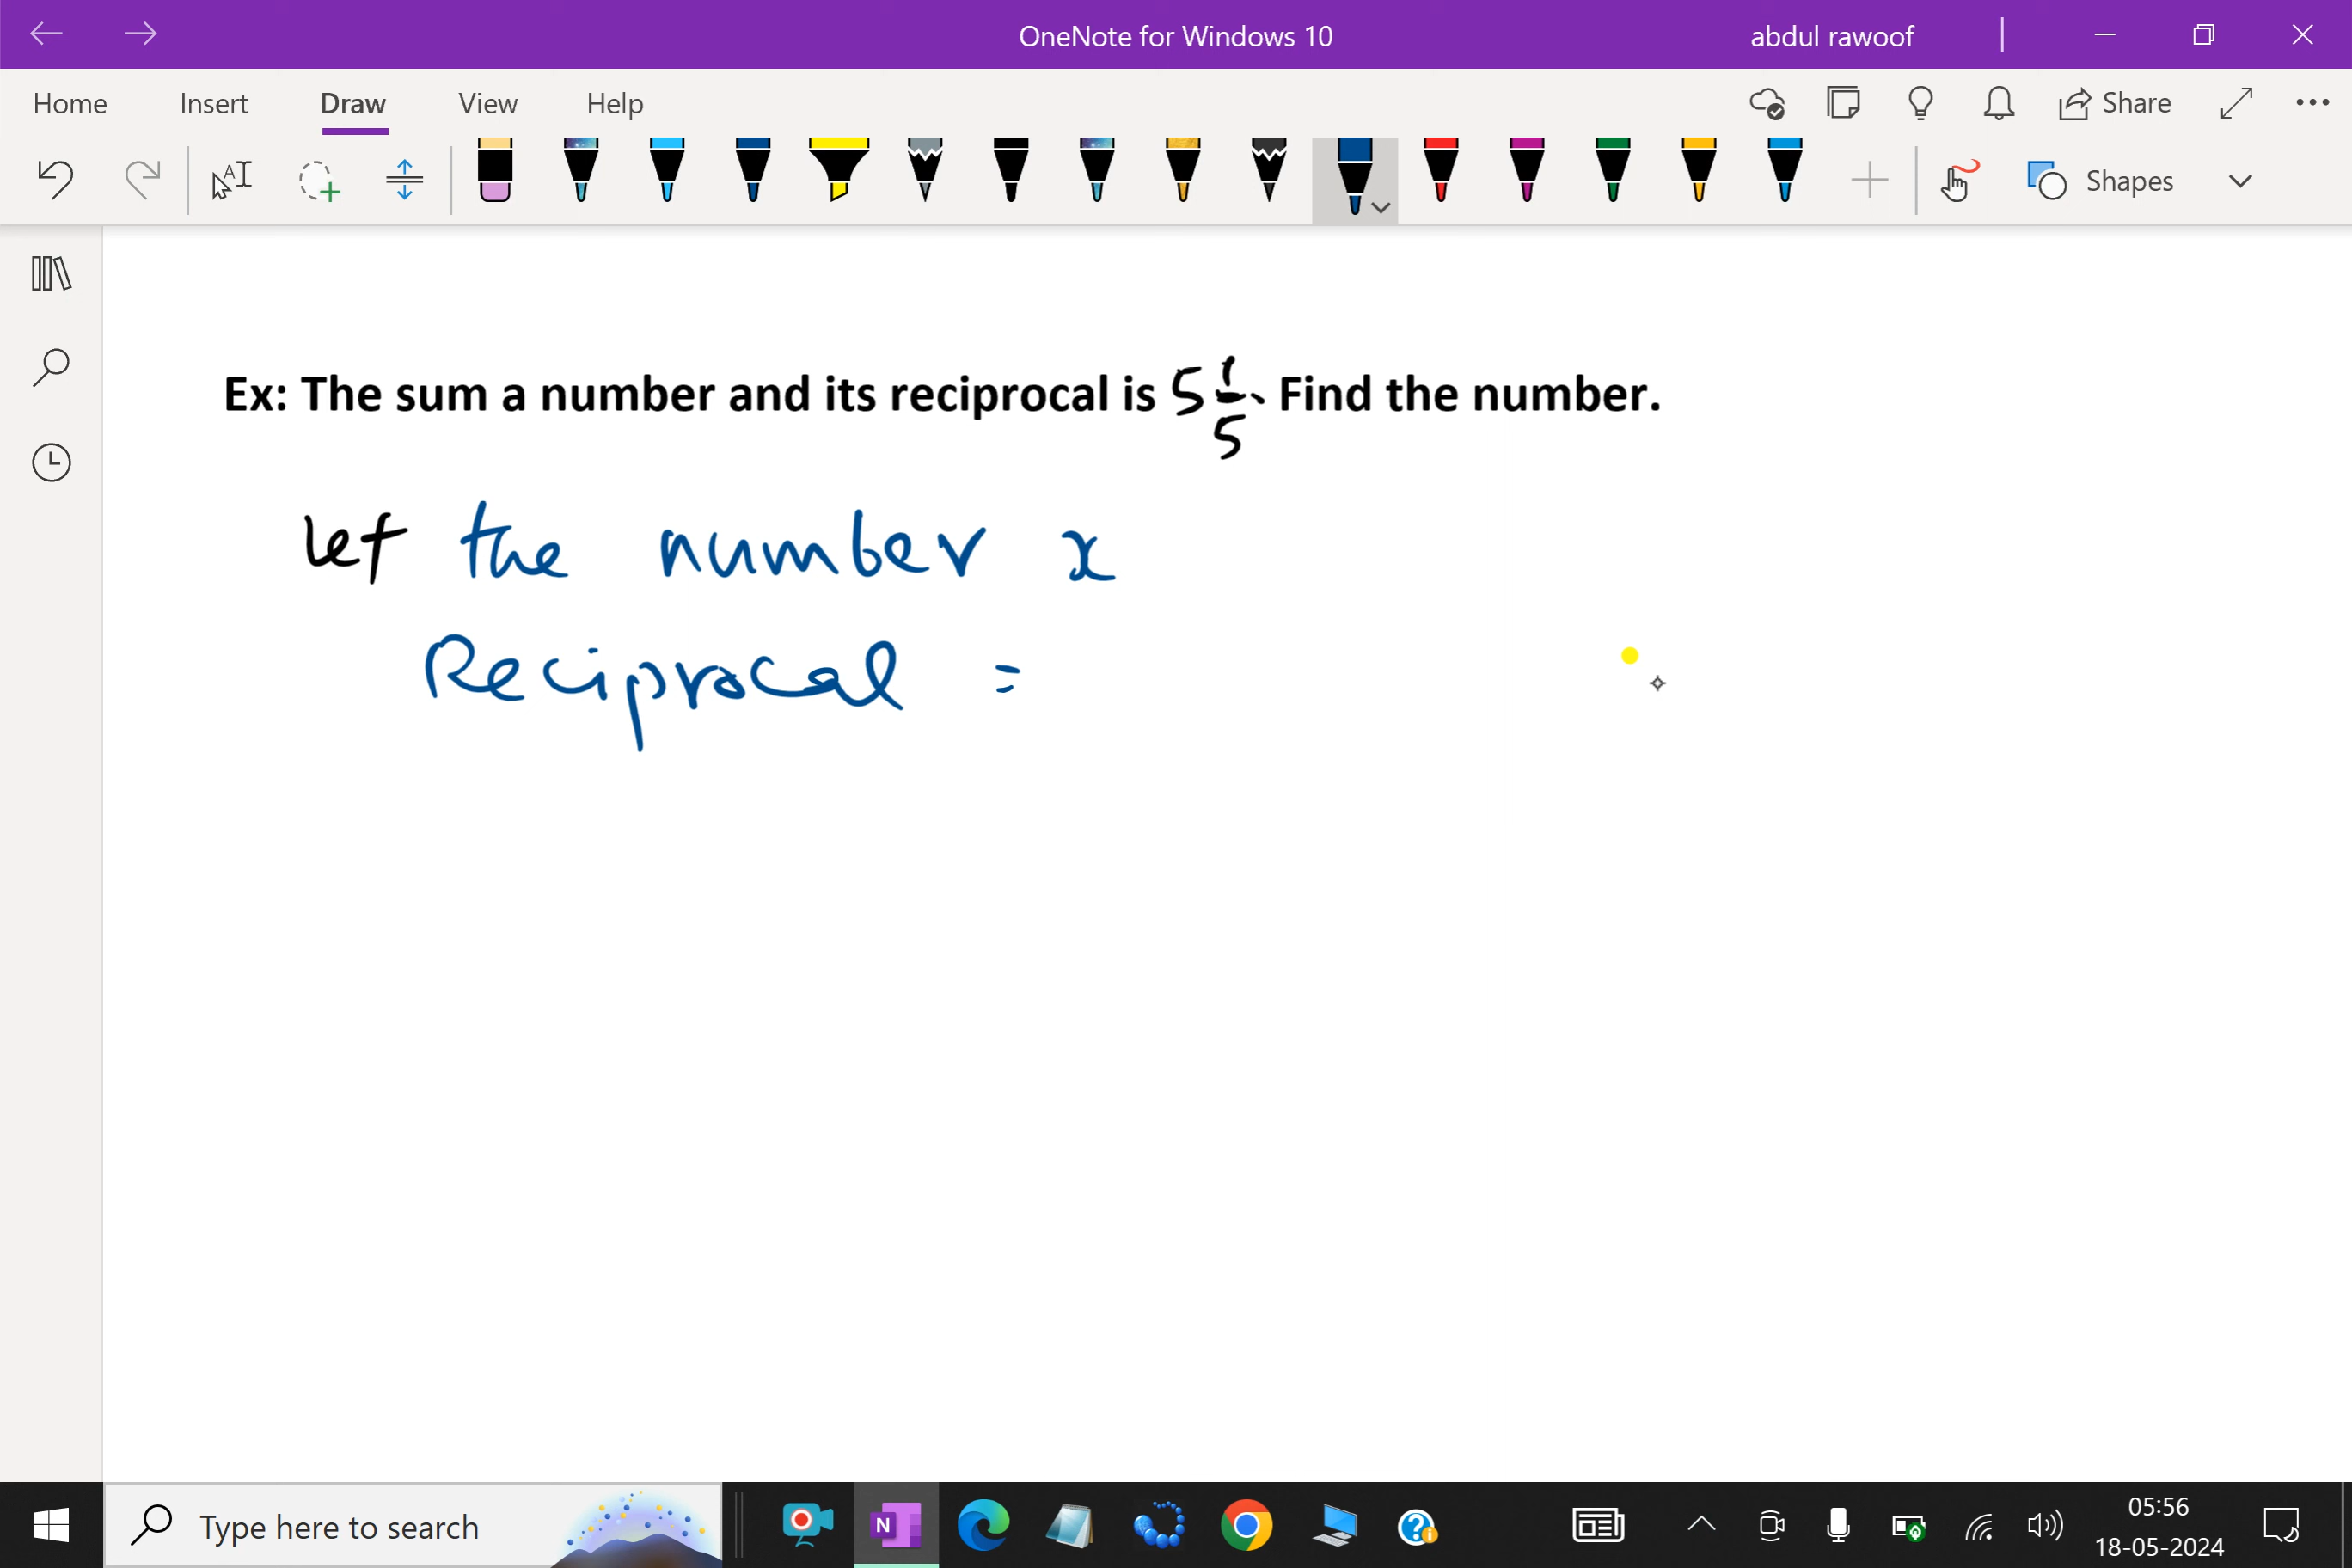 OneNote for Windows 10
abdul rawoof
Home Insert Draw View Help
Share
Shapes
Ex: The sum a number and its reciprocal is 5 1/5. Find the number.
let the number x
Reciprocal =
Type here to search
05:56
18-05-2024